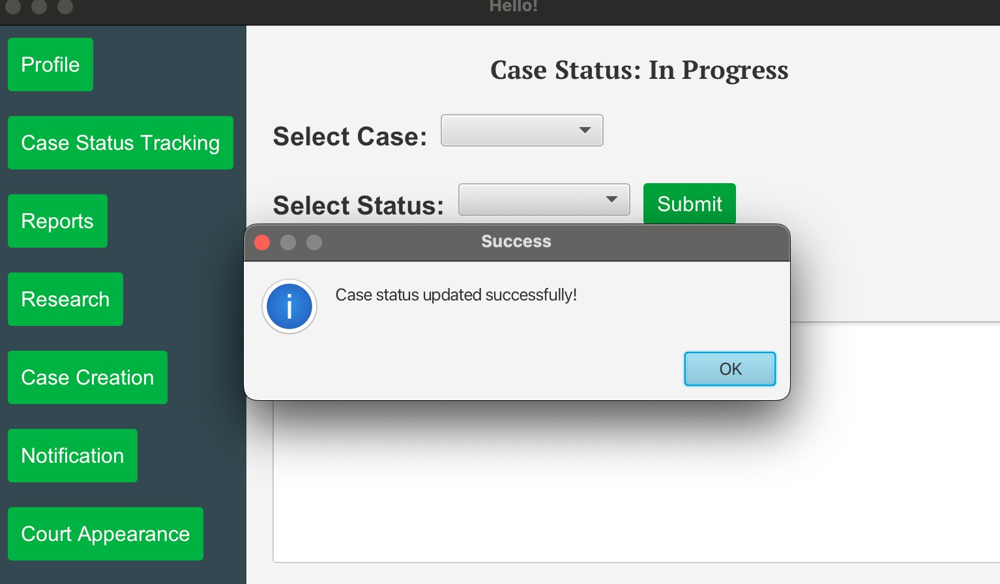 Hello!
Profile
Case Status Tracking
Reports
Research
Case Creation
Notification
Court Appearance
Case Status: In Progress
Select Case:
Select Status:
Submit
Success
i
Case status updated successfully!
OK